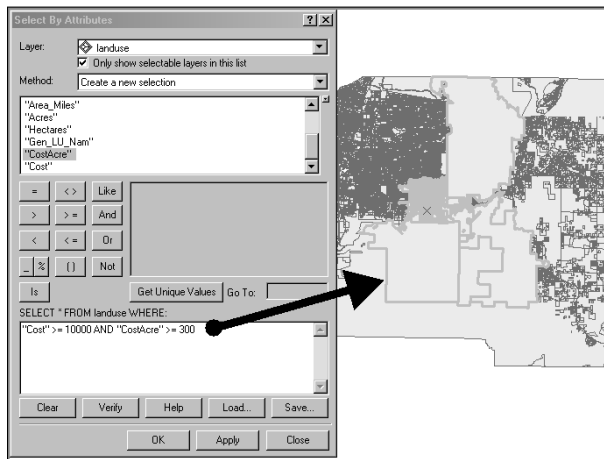 Select By Attributes
Layer: landuse
Only show selectable layers in this list
Method: Create a new selection
"Area_Miles"
"Acres"
"Hectares"
"Gen_LU_Nam"
"CostAcre"
"Cost"
= < > Like
> > = And
< < = Or
_ % () Not
Is Get Unique Values Go To:
SELECT * FROM landuse WHERE:
"Cost" >= 10000 AND "CostAcre" >= 300
Clear Verify Help Load... Save...
OK Apply Close